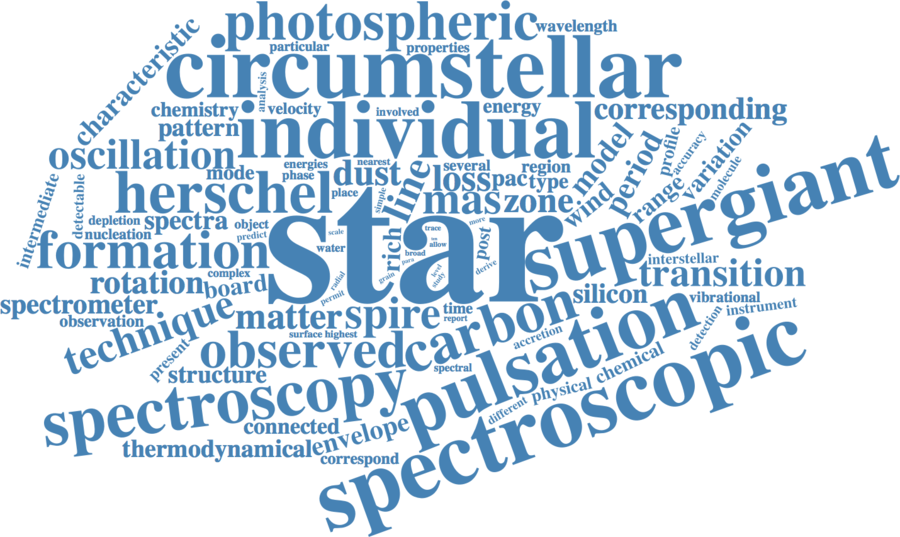 photospheric
wavelength
characteristic
particular
properties
circumstellar
analysis
chemistry
velocity
involved
energy
corresponding
pattern
individual
oscillation
mode
energies
nearest
phase
dust
line
several
region
loss
pac
type
model
period
profile
accuracy
variation
molecule
intermediate
detectable
herschel
place
simple
mas
zone
wind
range
supergiant
depletion
nucleation
spectra
object
predict
scale
water
star
rich
trace
allow
broad
more
post
formation
complex
radial
permit
grain
level
study
derive
interstellar
transition
rotation
board
spectrometer
observation
technique
matter
spire
time
report
carbon
silicon
vibrational
instrument
surface
highest
present
observed
accretion
detection
structure
spectral
pulsation
spectroscopy
different
physical
chemical
connected
envelope
thermodynamical
correspond
spectroscopic